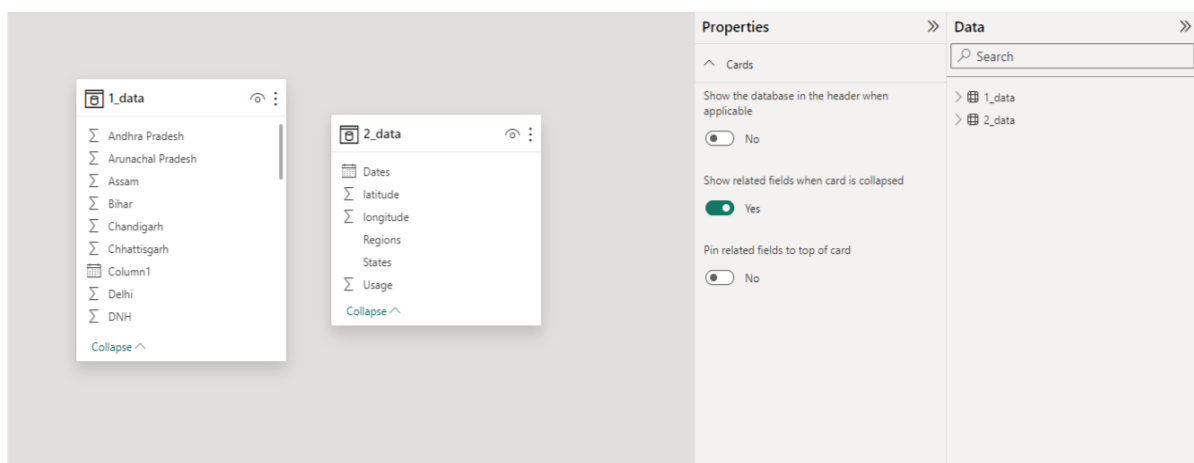 1_data
Andhra Pradesh
Arunachal Pradesh
Assam
Bihar
Chandigarh
Chhattisgarh
Column1
Delhi
DNH
Collapse
2_data
Dates
latitude
longitude
Regions
States
Usage
Collapse
Properties
Cards
Show the database in the header when
applicable
No
Show related fields when card is collapsed
Yes
Pin related fields to top of card
No
Data
Search
1_data
2_data